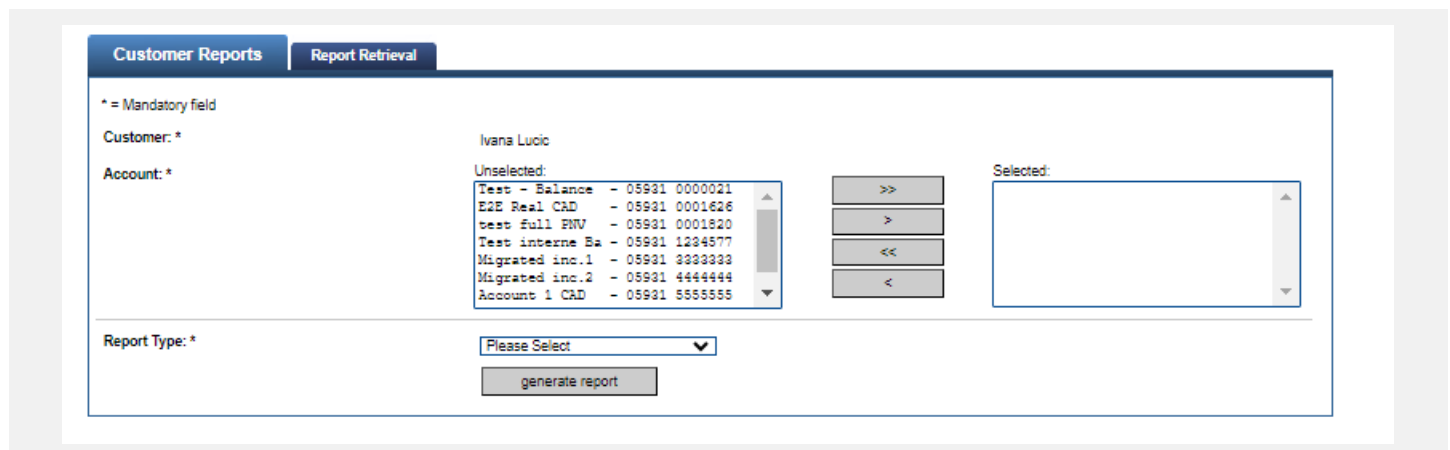 Customer Reports
Report Retrieval
* = Mandatory field
Customer: *
Ivana Lucic
Account: *
Unselected:
Test - Balance - 05931 0000021
E2E Real CAD - 05931 0001626
test full PNV - 05931 0001820
Test interne Ba - 05931 1234577
Migrated inc.1 - 05931 3333333
Migrated inc.2 - 05931 4444444
Account 1 CAD - 05931 5555555
>>
>
<<
<
Selected:
Report Type: *
Please Select
generate report